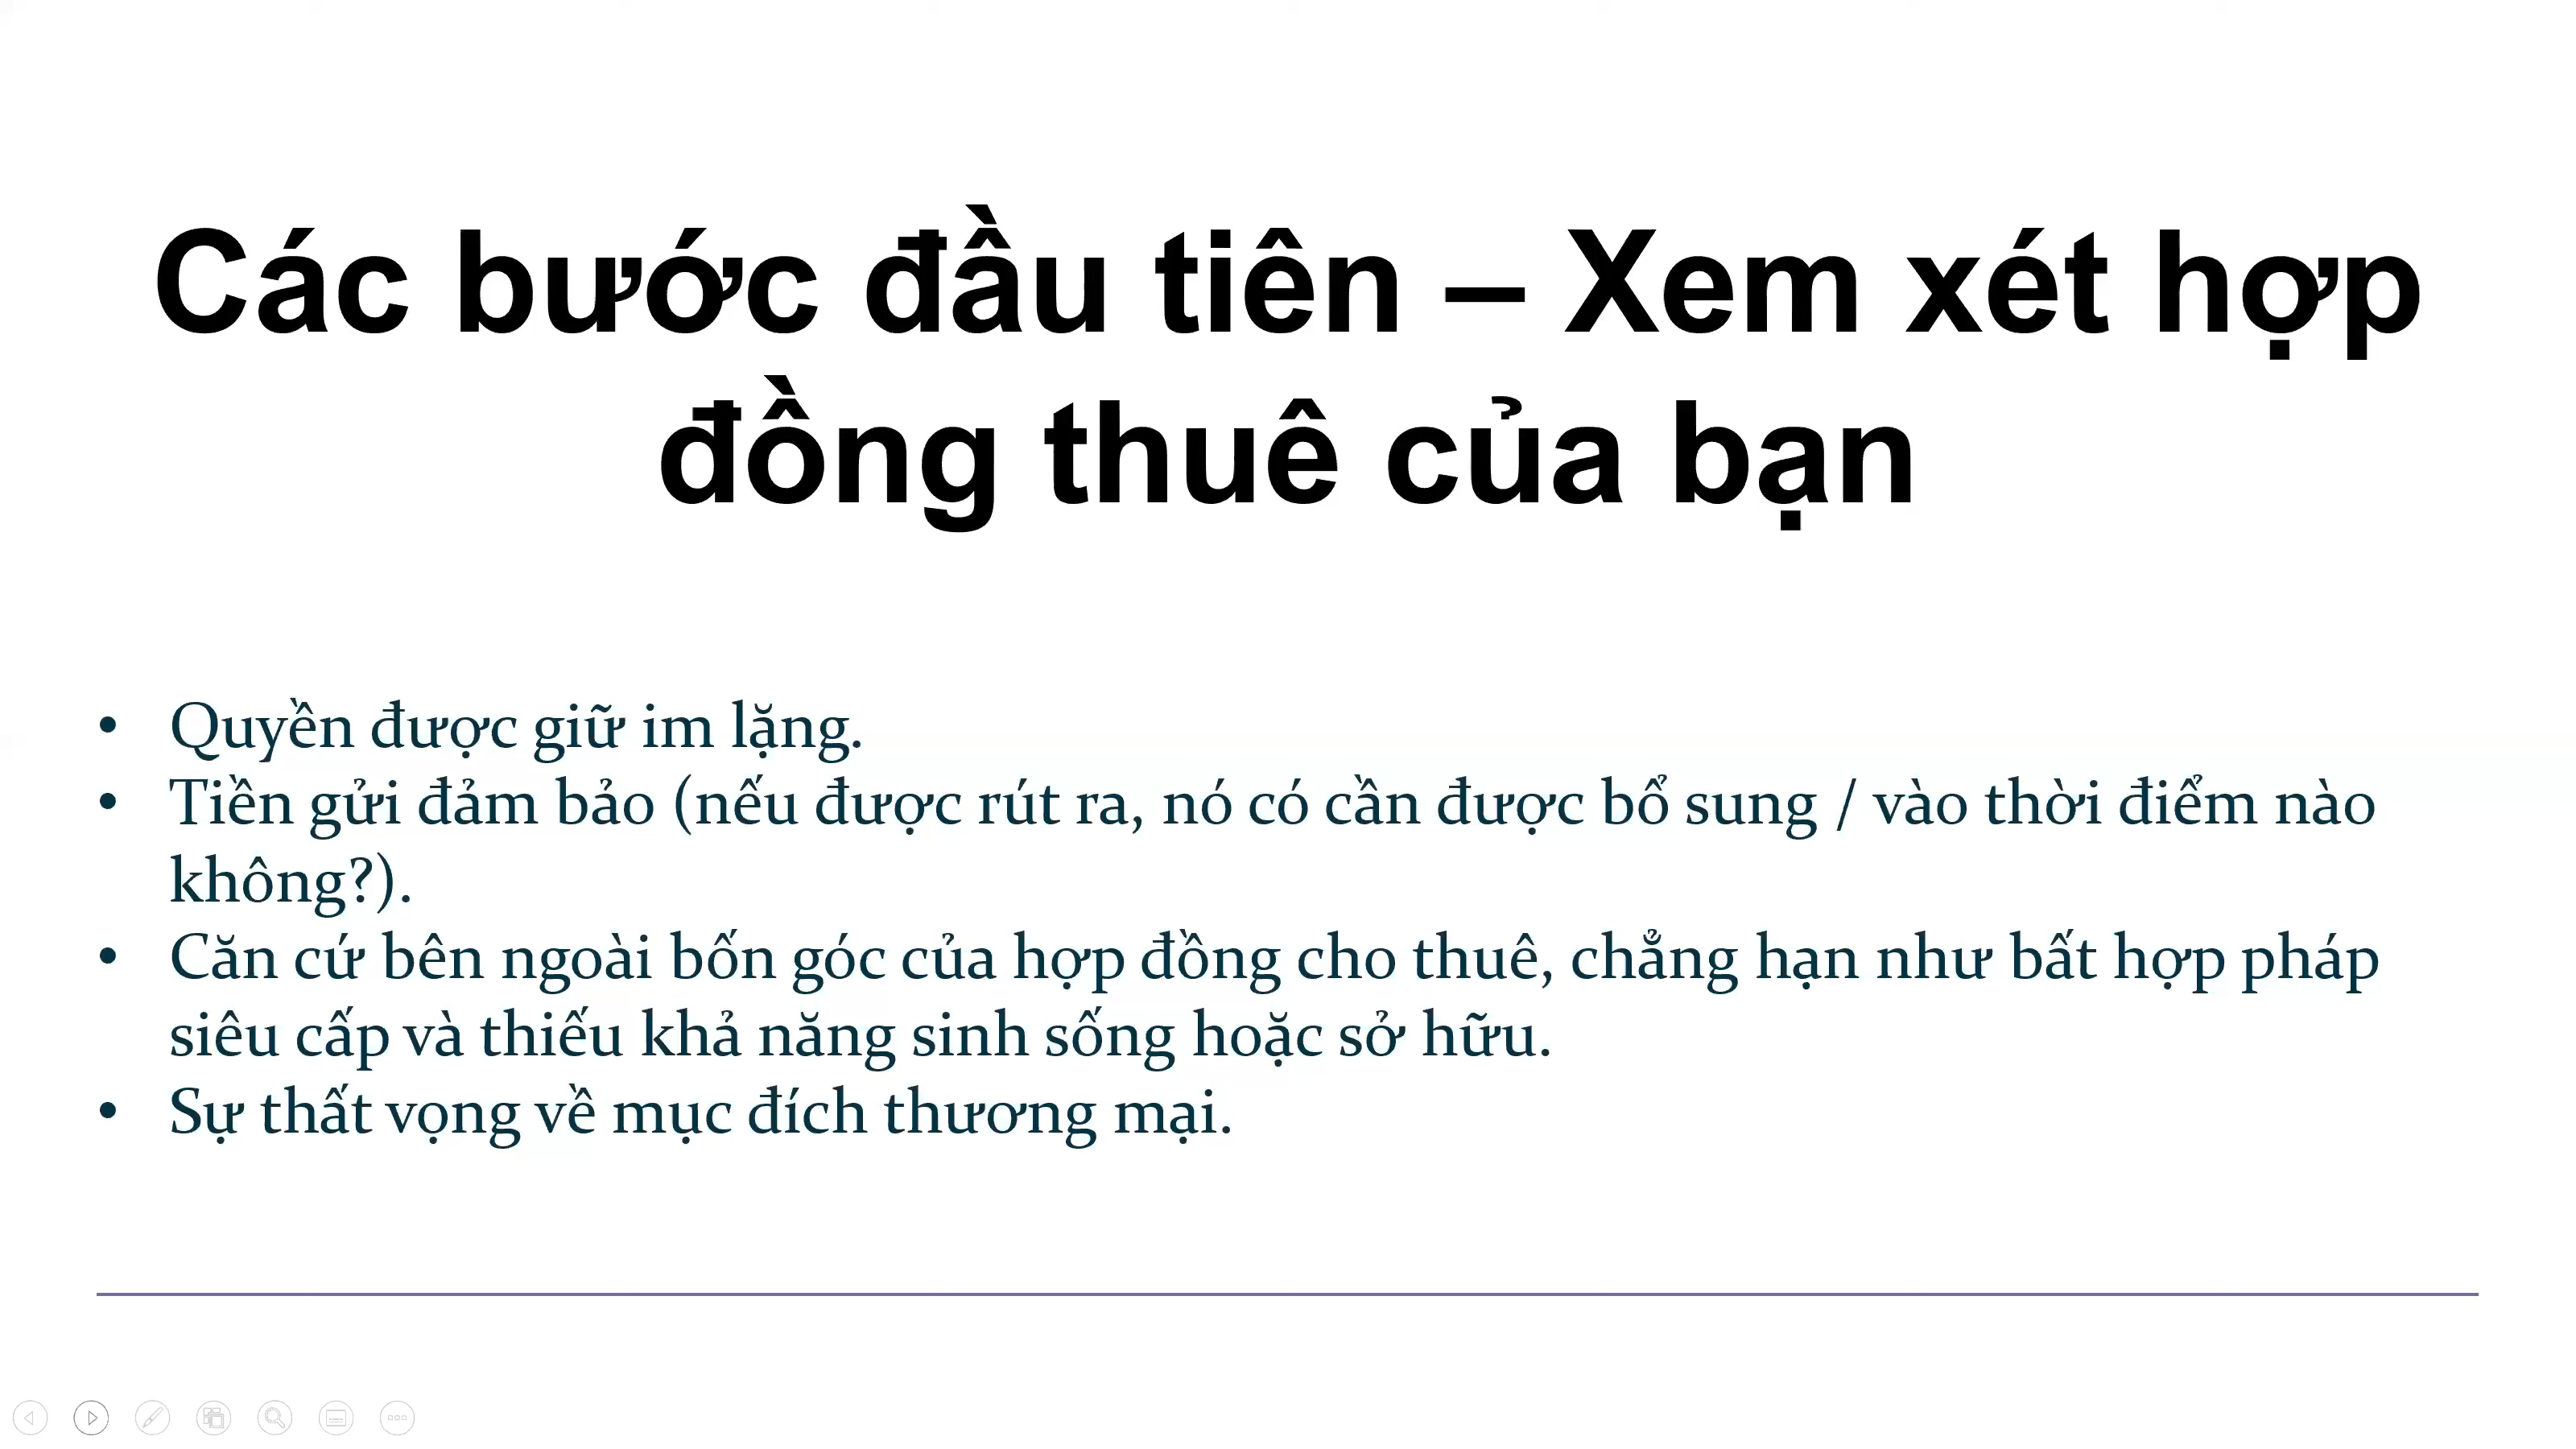 Các bước đầu tiên – Xem xét hợp
đồng thuê của bạn
• Quyền được giữ im lặng.
• Tiền gửi đảm bảo (nếu được rút ra, nó có cần được bổ sung / vào thời điểm nào
không?).
• Căn cứ bên ngoài bốn góc của hợp đồng cho thuê, chẳng hạn như bất hợp pháp
siêu cấp và thiếu khả năng sinh sống hoặc sở hữu.
• Sự thất vọng về mục đích thương mại.